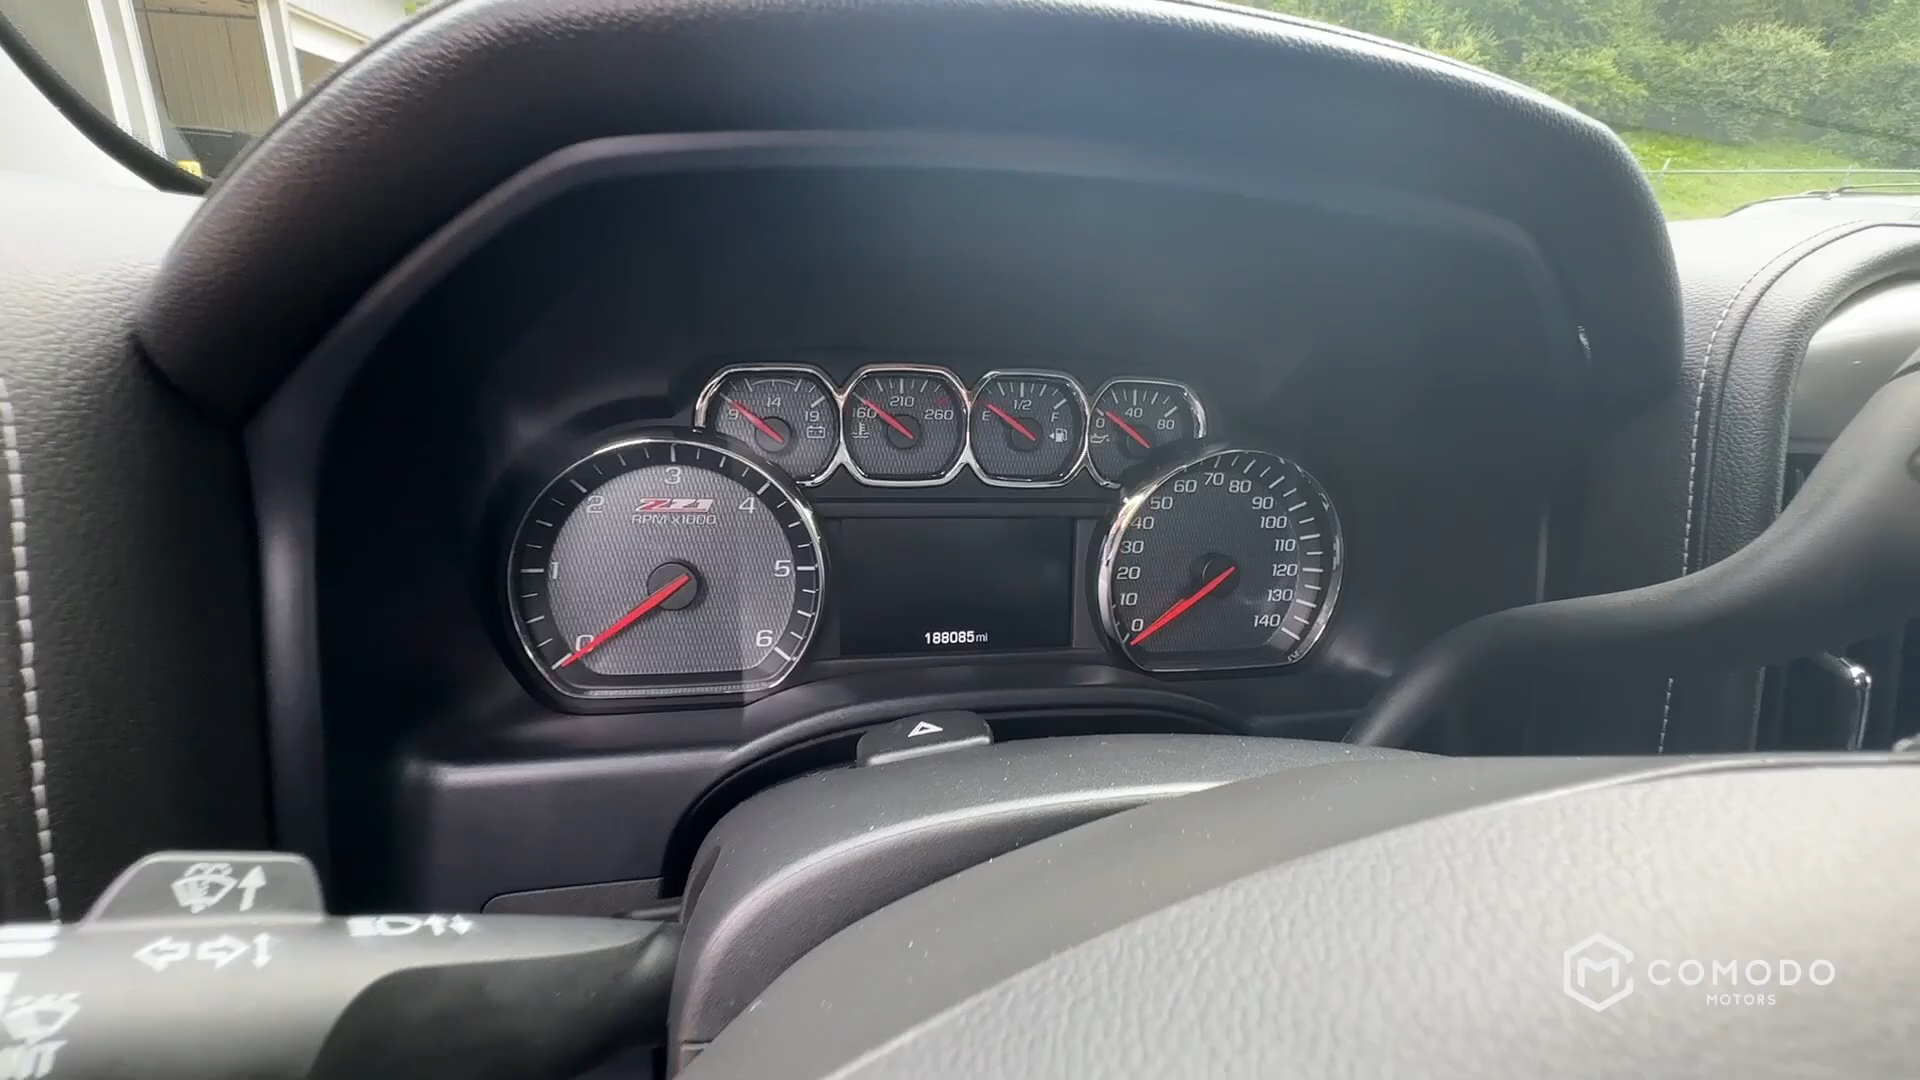 9 14 19
160 210 260
E 1/2 F
0 40 80
0 1 2 3 4 5 6
Z71
RPM X1000
188085 mi
0 10 20 30 40 50 60 70 80 90 100 110 120 130 140
COMODO
MOTORS